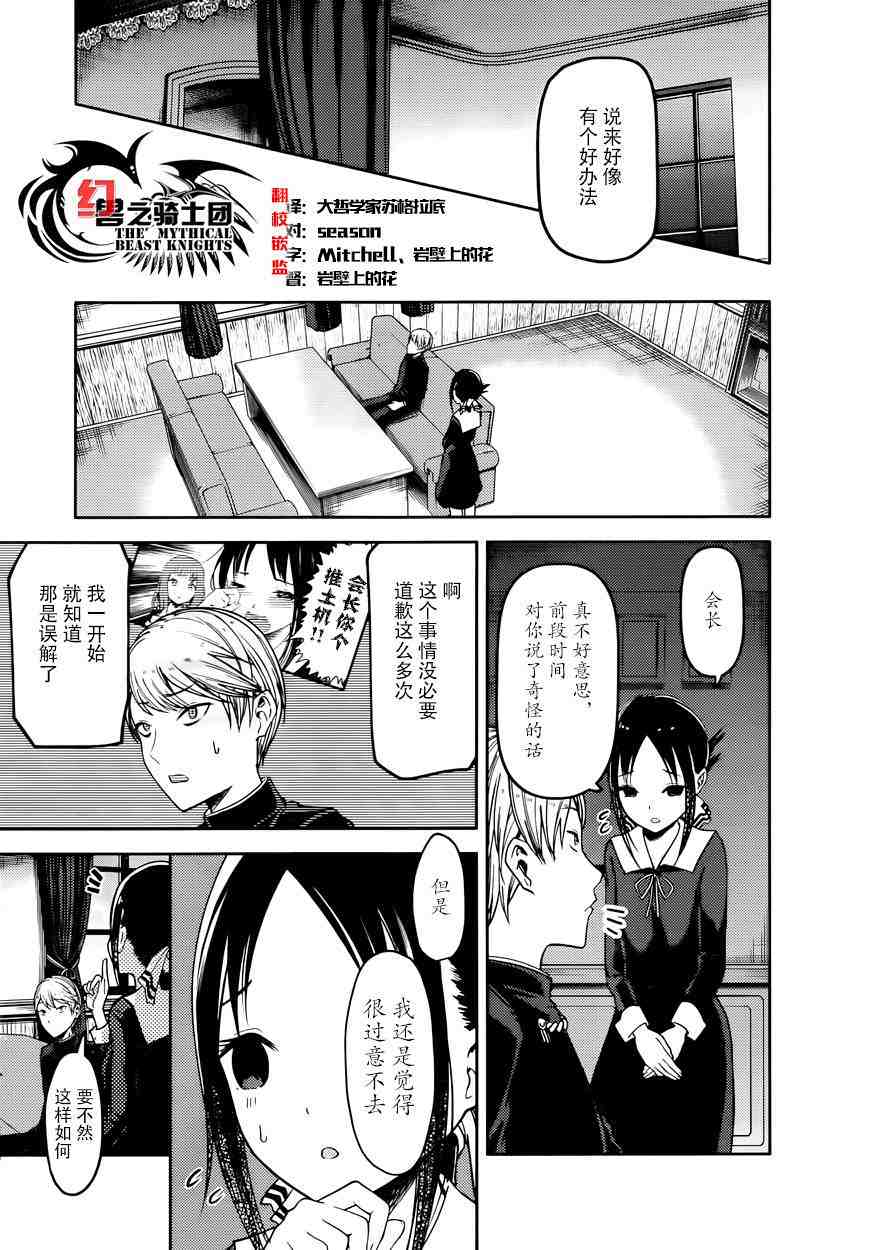 说来好像
有个好办法
幻兽之骑士团
THE MYTHICAL
BEAST KNIGHTS
翻译: 大哲学家苏格拉底
校对: season
嵌字: Mitchell、岩壁上的花
监督: 岩壁上的花
会长
真不好意思,
前段时间
对你说了奇怪的话
啊
这个事情没必要
道歉这么多次
会长你个
推土机!!
我一开始
就知道
那是误解了
但是
我还是觉得
很过意不去
要不然
这样如何